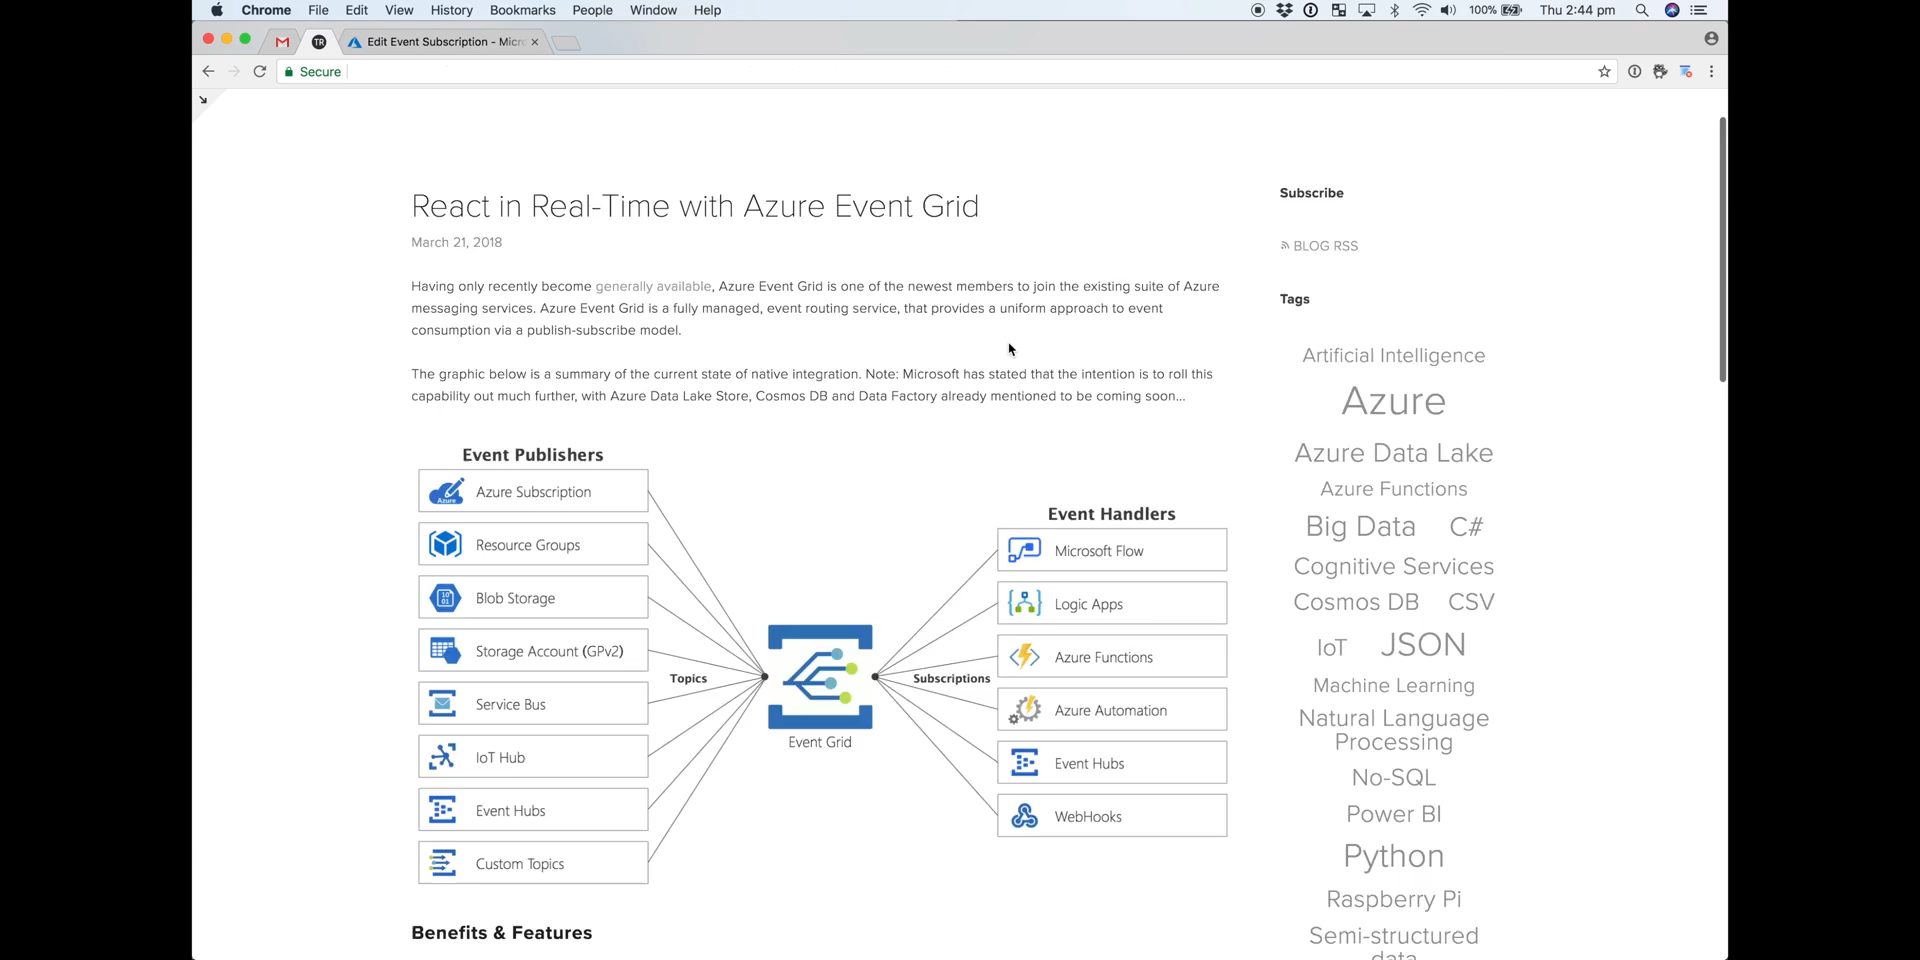 Chrome File Edit View History Bookmarks People Window Help 100% Thu 2:44 pm
TR Edit Event Subscription - Micr
Secure
React in Real-Time with Azure Event Grid
March 21, 2018
Having only recently become generally available, Azure Event Grid is one of the newest members to join the existing suite of Azure
messaging services. Azure Event Grid is a fully managed, event routing service, that provides a uniform approach to event
consumption via a publish-subscribe model.
The graphic below is a summary of the current state of native integration. Note: Microsoft has stated that the intention is to roll this
capability out much further, with Azure Data Lake Store, Cosmos DB and Data Factory already mentioned to be coming soon...
Event Publishers
Azure Subscription
Resource Groups
Blob Storage
Storage Account (GPv2)
Service Bus
IoT Hub
Event Hubs
Custom Topics
Topics
Event Grid
Subscriptions
Event Handlers
Microsoft Flow
Logic Apps
Azure Functions
Azure Automation
Event Hubs
WebHooks
Benefits & Features
Subscribe
BLOG RSS
Tags
Artificial Intelligence
Azure
Azure Data Lake
Azure Functions
Big Data C#
Cognitive Services
Cosmos DB CSV
IoT JSON
Machine Learning
Natural Language
Processing
No-SQL
Power BI
Python
Raspberry Pi
Semi-structured
data